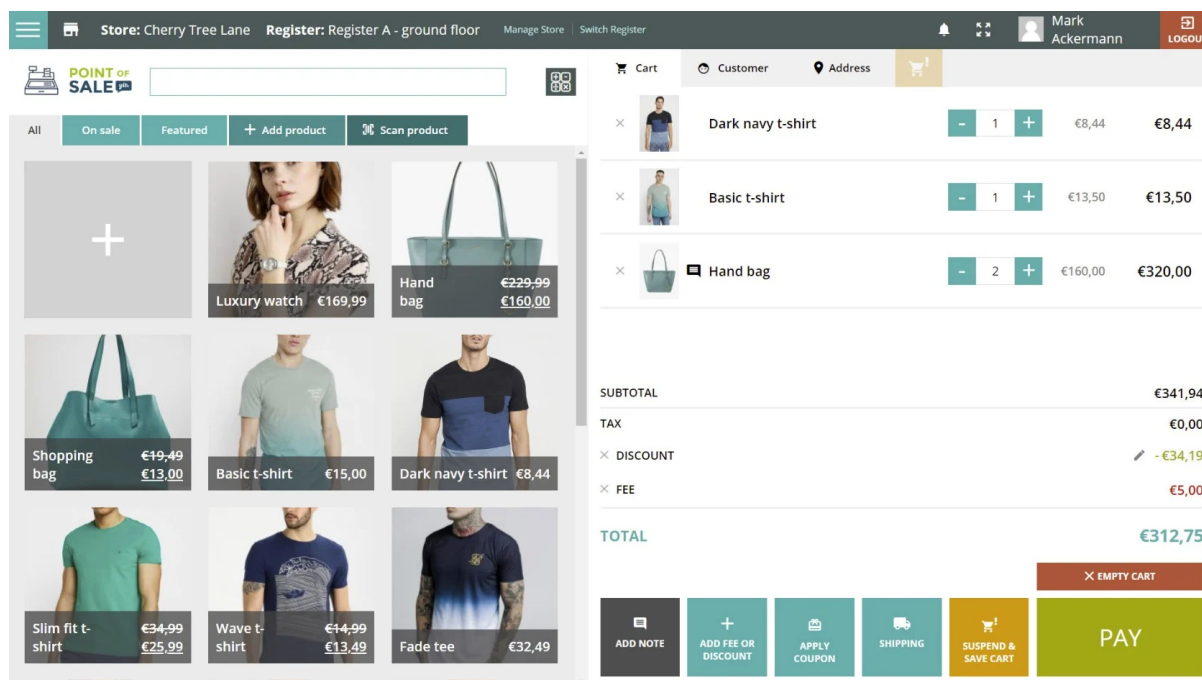 Store: Cherry Tree Lane Register: Register A - ground floor Manage Store | Switch Register
Mark
Ackermann
LOGOU
POINT OF
SALE yith
All On sale Featured + Add product Scan product
Luxury watch €169,99
Hand €229,99
bag €160,00
Shopping €19,49
bag €13,00
Basic t-shirt €15,00
Dark navy t-shirt €8,44
Slim fit t- €34,99
shirt €25,99
Wave t- €14,99
shirt €13,49
Fade tee €32,49
Cart Customer Address
Dark navy t-shirt - 1 + €8,44 €8,44
Basic t-shirt - 1 + €13,50 €13,50
Hand bag - 2 + €160,00 €320,00
SUBTOTAL €341,94
TAX €0,00
× DISCOUNT - €34,19
× FEE €5,00
TOTAL €312,75
× EMPTY CART
ADD NOTE
ADD FEE OR
DISCOUNT
APPLY
COUPON
SHIPPING
SUSPEND &
SAVE CART
PAY